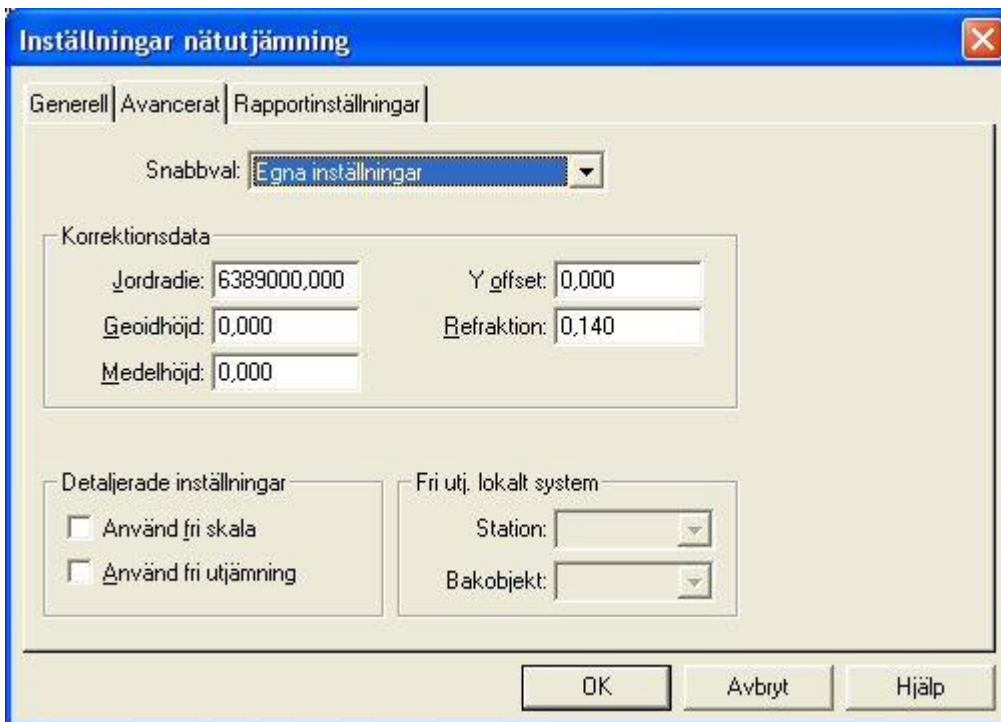 Inställningar nätutjämning
Generell Avancerat Rapportinställningar
Snabbval: Egna inställningar
Korrektionsdata
Jordradie: 6389000,000 Y offset: 0,000
Geoidhöjd: 0,000 Refraktion: 0,140
Medelhöjd: 0,000
Detaljerade inställningar
Använd fri skala
Använd fri utjämning
Fri utj. lokalt system
Station:
Bakobjekt:
OK Avbryt Hjälp